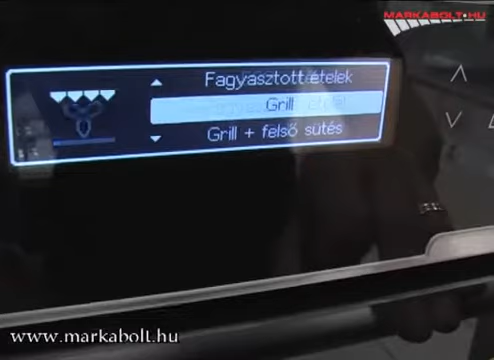 MARKABOLT.HU
Fagyasztott ételek
Grill
Grill + felső sütés
www.markabolt.hu